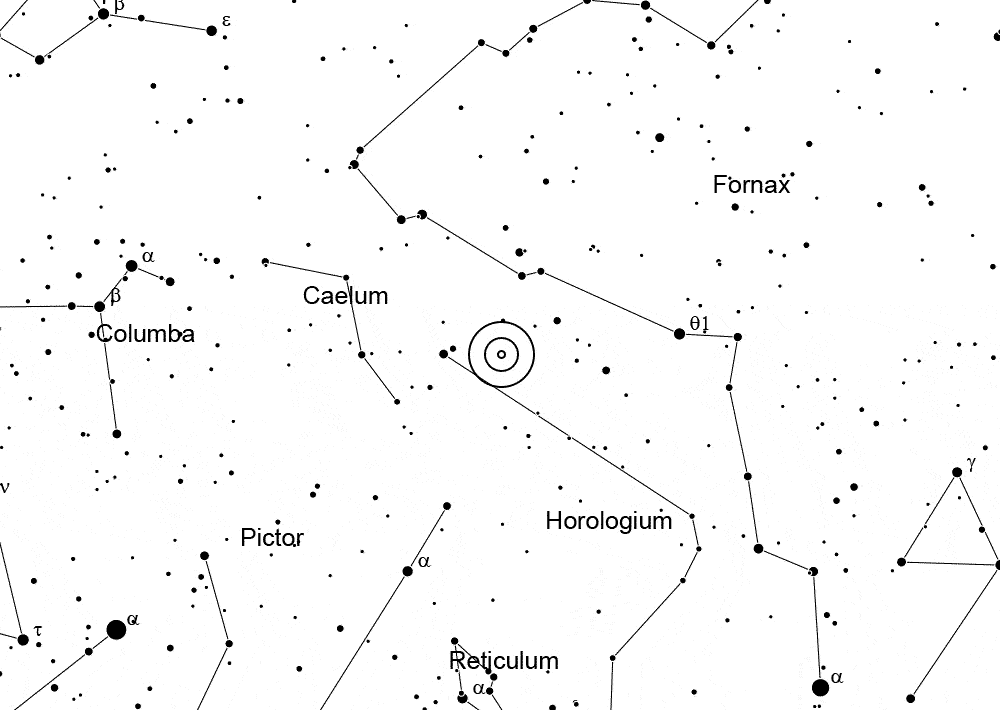 β
ε
Fornax
α
β
Caelum
θ1
Columba
γ
ν
Horologium
Pictor
α
α
τ
Reticulum
α
α